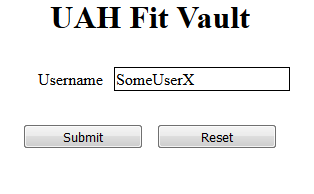 UAH Fit Vault
Username SomeUserX
Submit Reset